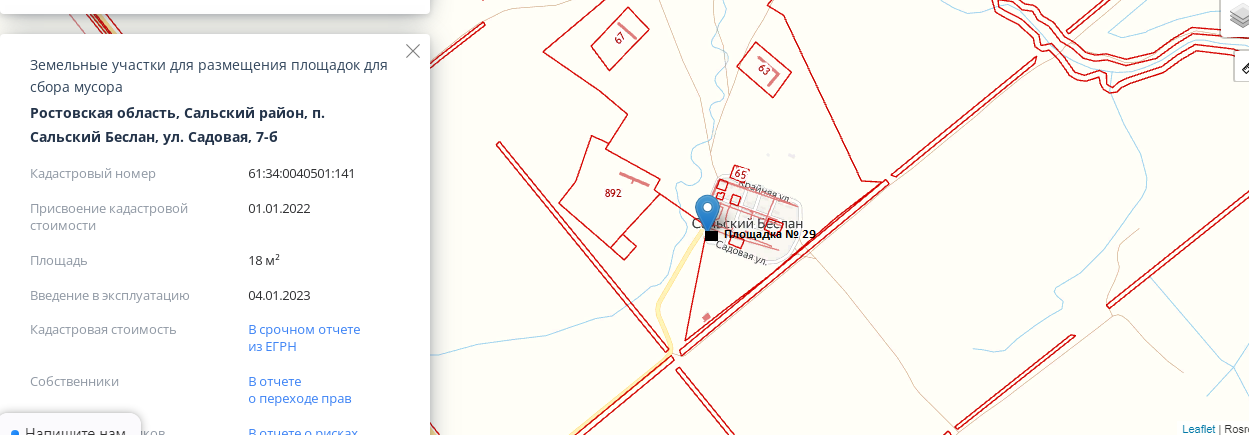 Земельные участки для размещения площадок для
сбора мусора
Ростовская область, Сальский район, п.
Сальский Беслан, ул. Садовая, 7-б
Кадастровый номер 61:34:0040501:141
Присвоение кадастровой 01.01.2022
стоимости
Площадь 18 м²
Введение в эксплуатацию 04.01.2023
Кадастровая стоимость В срочном отчете
из ЕГРН
Собственники В отчете
о переходе прав
Напишите нам
В отчете о рисках
67
63
65
Крайняя ул.
892
3
Сальский Беслан
Площадка № 29
Садовая ул.
Leaflet | Rosr